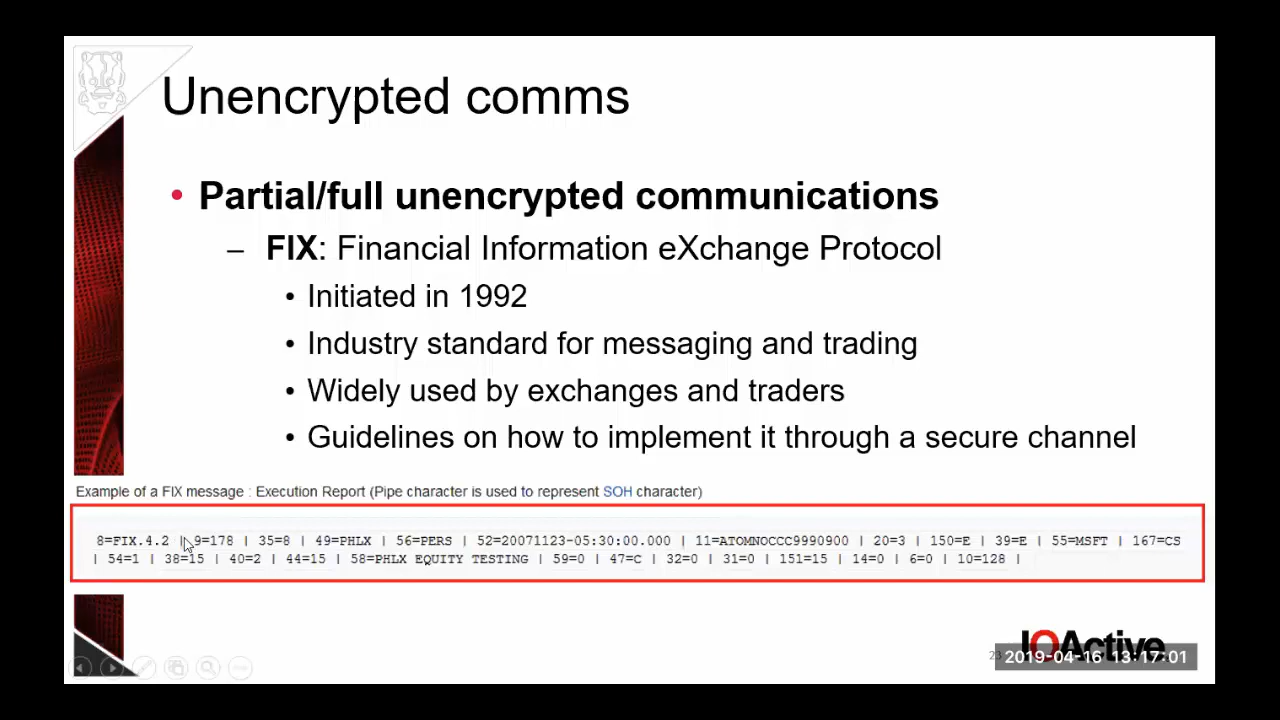 Unencrypted comms
• Partial/full unencrypted communications
– FIX: Financial Information eXchange Protocol
• Initiated in 1992
• Industry standard for messaging and trading
• Widely used by exchanges and traders
• Guidelines on how to implement it through a secure channel
Example of a FIX message : Execution Report (Pipe character is used to represent SOH character)
8=FIX.4.2 | 9=178 | 35=8 | 49=PHLX | 56=PERS | 52=20071123-05:30:00.000 | 11=ATOMNOCCC9990900 | 20=3 | 150=E | 39=E | 55=MSFT | 167=CS
| 54=1 | 38=15 | 40=2 | 44=15 | 58=PHLX EQUITY TESTING | 59=0 | 47=C | 32=0 | 31=0 | 151=15 | 14=0 | 6=0 | 10=128 |
IOActive
23
2019-04-16 13:17:01